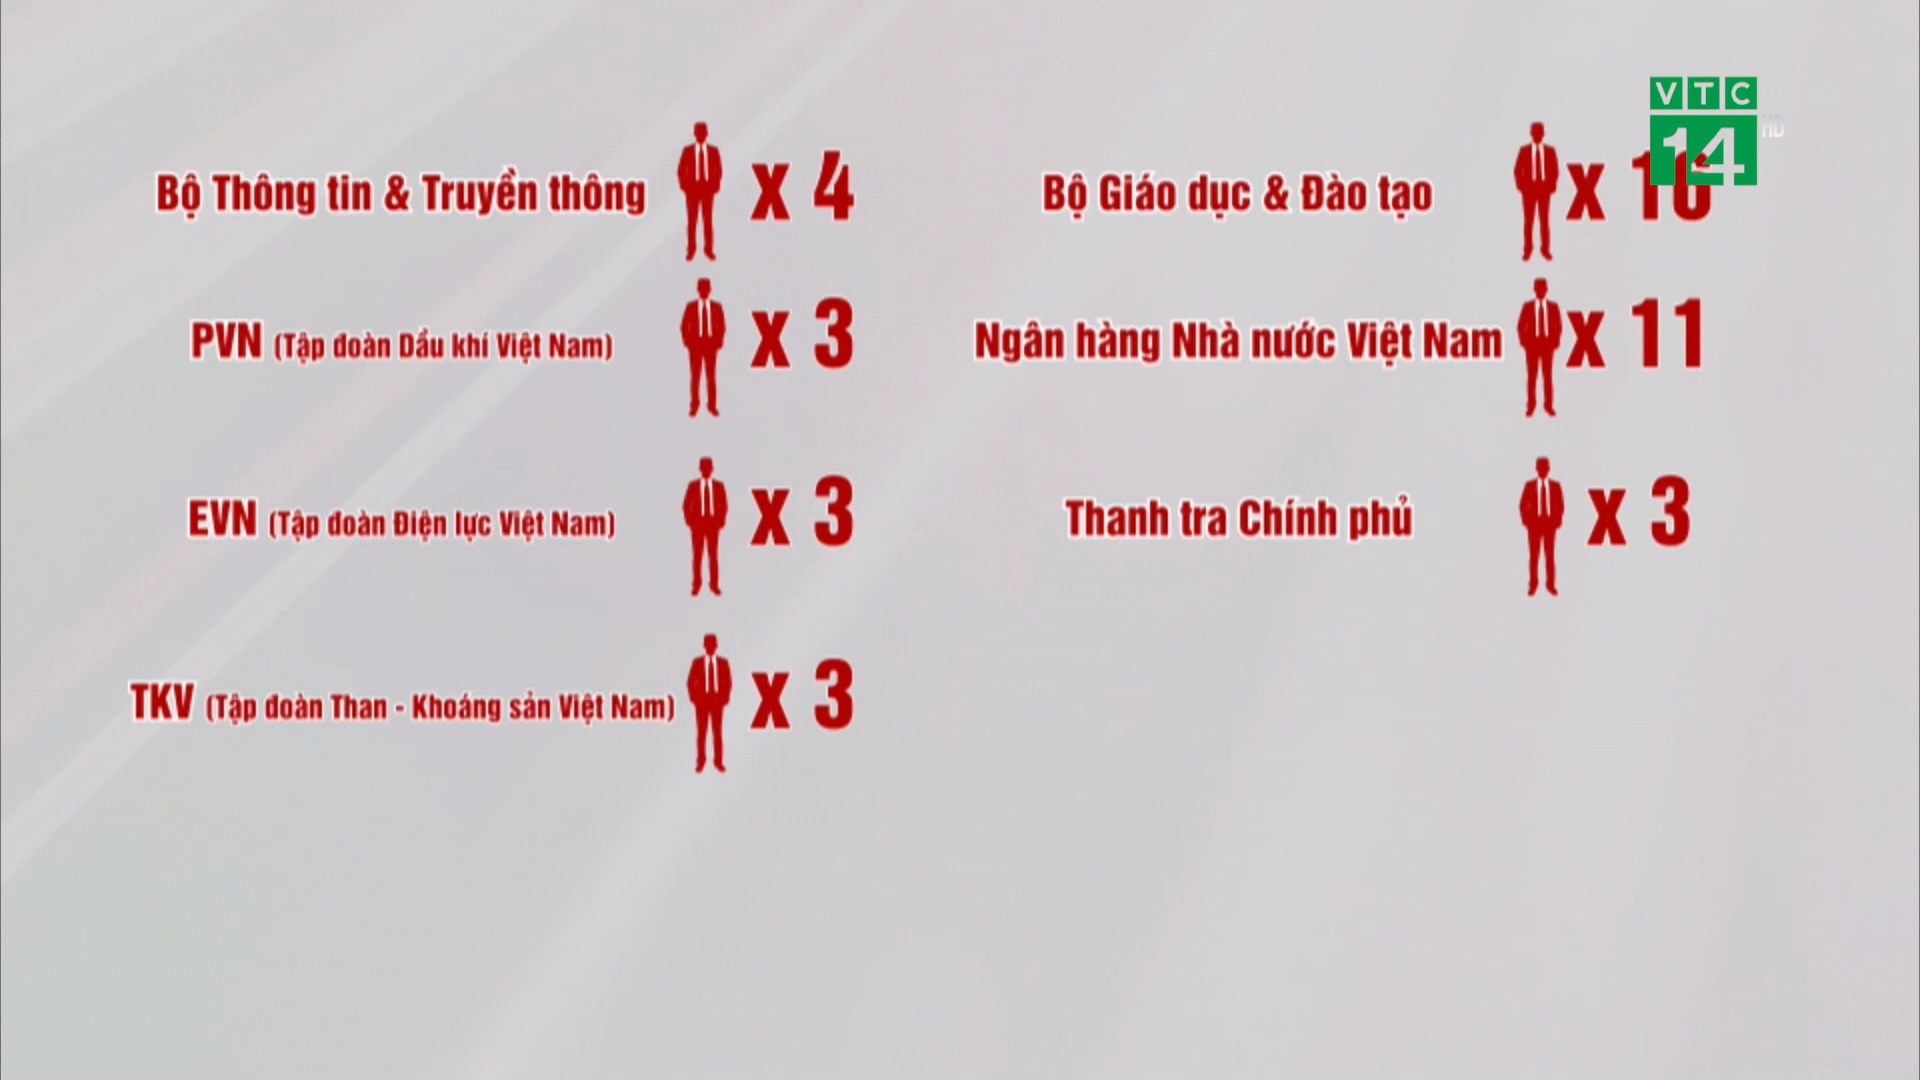 VTC
14 HD
Bộ Thông tin & Truyền thông x 4
Bộ Giáo dục & Đào tạo x
PVN (Tập đoàn Dầu khí Việt Nam) x 3
Ngân hàng Nhà nước Việt Nam x 11
EVN (Tập đoàn Điện lực Việt Nam) x 3
Thanh tra Chính phủ x 3
TKV (Tập đoàn Than - Khoáng sản Việt Nam) x 3